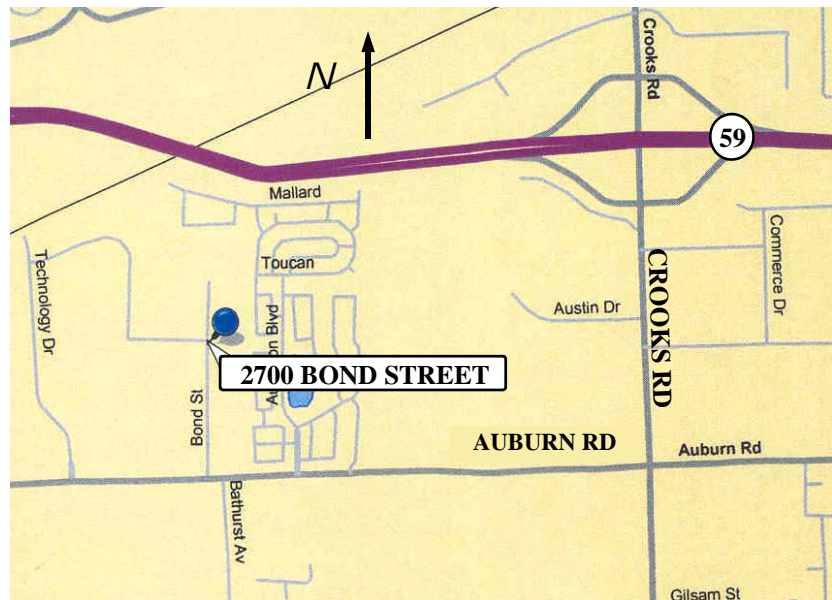 Crooks Rd
N
59
Mallard
Technology Dr
Toucan
Commerce Dr
CROOKS RD
Austin Dr
2700 BOND STREET
Bond St
AUBURN RD
Auburn Rd
Bathurst Av
Gilsam St